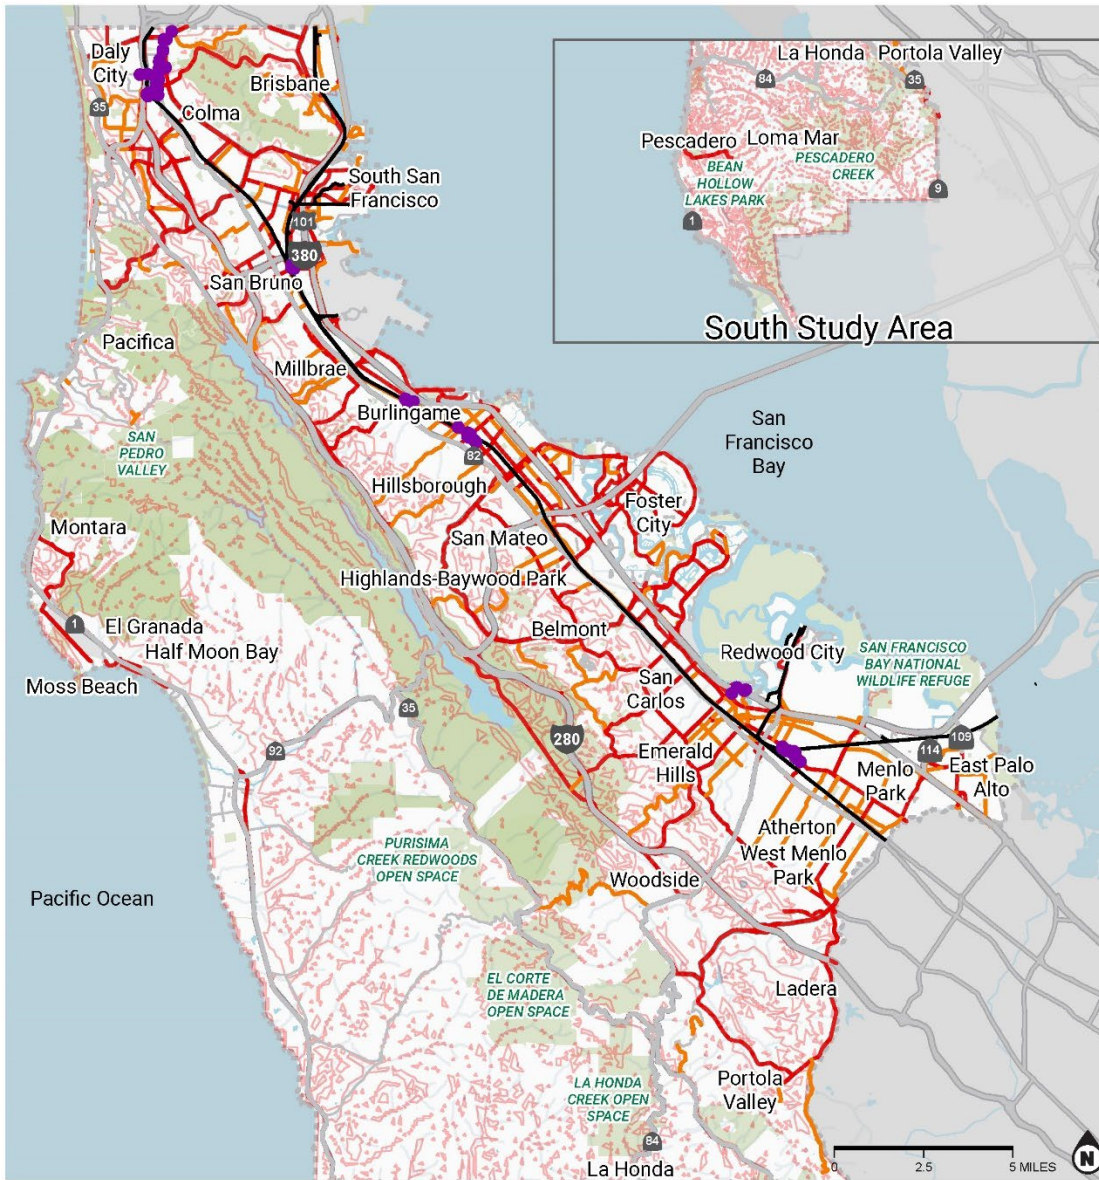 Daly
City
35
Colma
Brisbane
South San
Francisco
101
380
San Bruno
Pacifica
Millbrae
Burlingame
82
Hillsborough
SAN
PEDRO
VALLEY
Montara
San Mateo
Foster
City
San
Francisco
Bay
Highlands-Baywood Park
1
El Granada
Half Moon Bay
Moss Beach
Belmont
Redwood City
SAN FRANCISCO
BAY NATIONAL
WILDLIFE REFUGE
San
Carlos
35
92
280
Emerald
Hills
109
114
Menlo
Park
East Palo
Alto
Atherton
West Menlo
Park
Woodside
PURISIMA
CREEK REDWOODS
OPEN SPACE
Pacific Ocean
EL CORTE
DE MADERA
OPEN SPACE
Ladera
LA HONDA
CREEK OPEN
SPACE
Portola
Valley
84
La Honda
0 2.5 5 MILES
N
La Honda Portola Valley
84
35
Pescadero Loma Mar
BEAN
HOLLOW
LAKES PARK
PESCADERO
CREEK
9
1
South Study Area